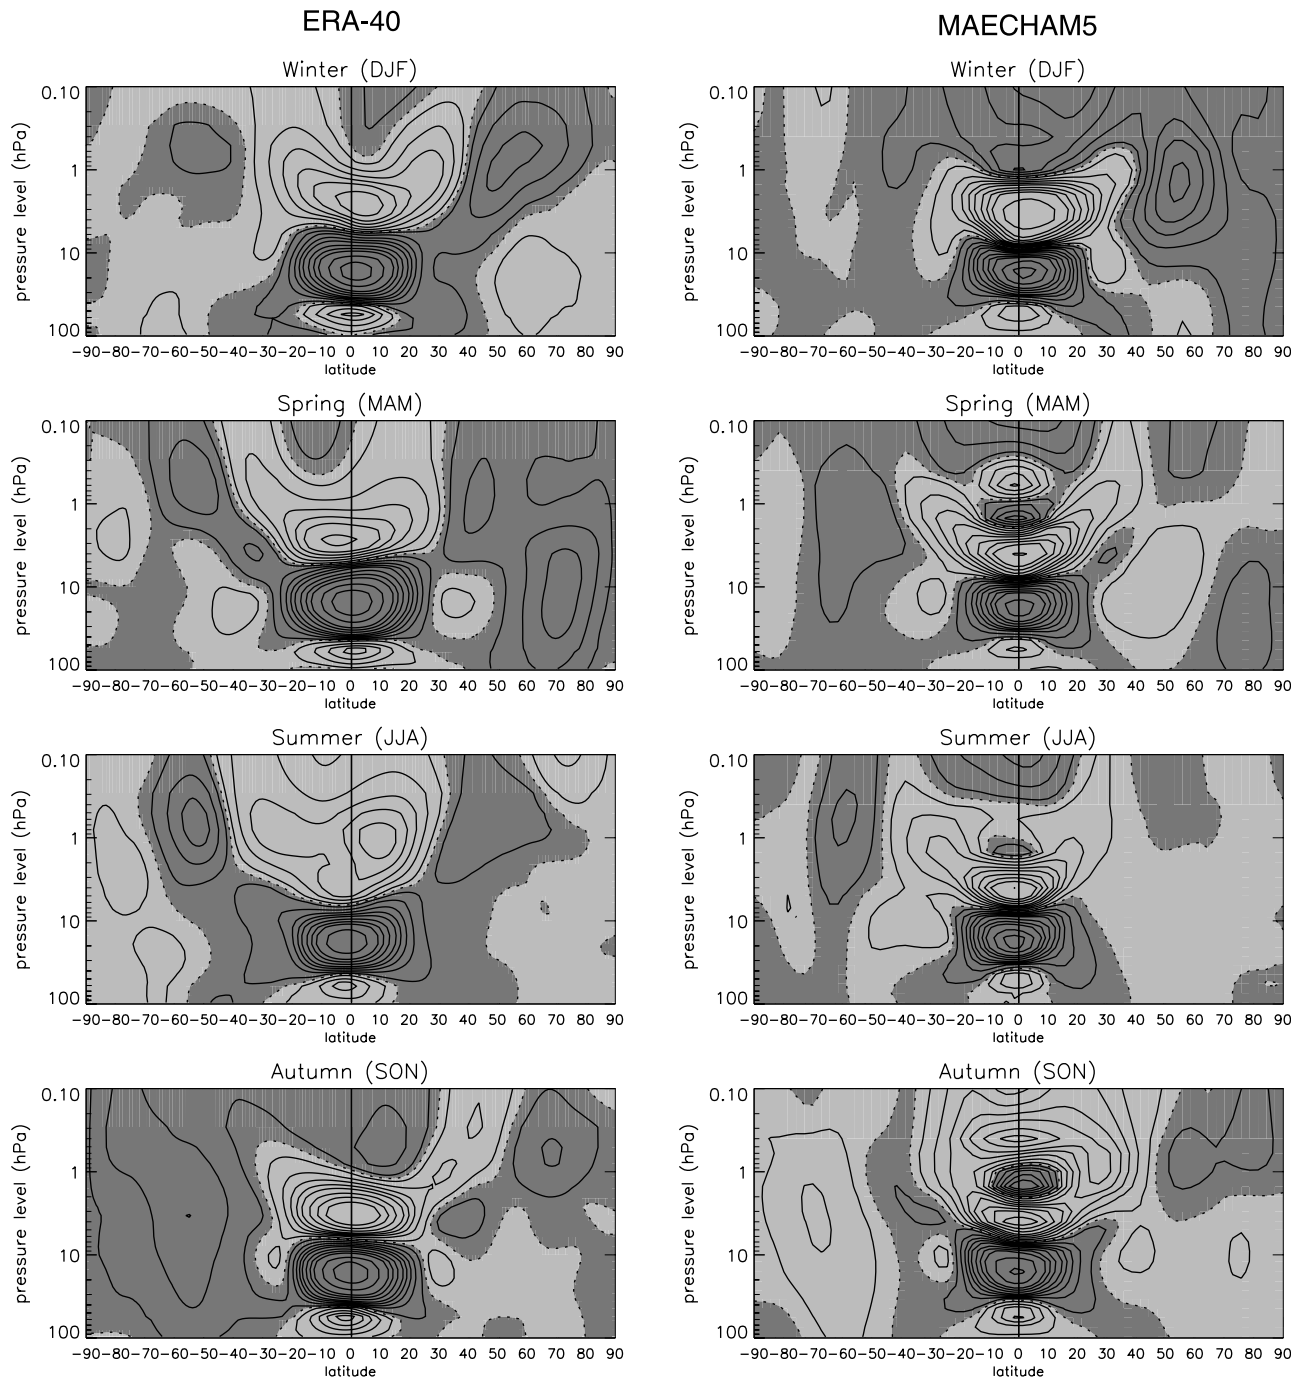 ERA-40 MAECHAM5
Winter (DJF) Winter (DJF)
0.10 0.10
pressure level (hPa) pressure level (hPa)
1 1
10 10
100 100
-90-80-70-60-50-40-30-20-10 0 10 20 30 40 50 60 70 80 90 -90-80-70-60-50-40-30-20-10 0 10 20 30 40 50 60 70 80 90
latitude latitude
Spring (MAM) Spring (MAM)
0.10 0.10
pressure level (hPa) pressure level (hPa)
1 1
10 10
100 100
-90-80-70-60-50-40-30-20-10 0 10 20 30 40 50 60 70 80 90 -90-80-70-60-50-40-30-20-10 0 10 20 30 40 50 60 70 80 90
latitude latitude
Summer (JJA) Summer (JJA)
0.10 0.10
pressure level (hPa) pressure level (hPa)
1 1
10 10
100 100
-90-80-70-60-50-40-30-20-10 0 10 20 30 40 50 60 70 80 90 -90-80-70-60-50-40-30-20-10 0 10 20 30 40 50 60 70 80 90
latitude latitude
Autumn (SON) Autumn (SON)
0.10 0.10
pressure level (hPa) pressure level (hPa)
1 1
10 10
100 100
-90-80-70-60-50-40-30-20-10 0 10 20 30 40 50 60 70 80 90 -90-80-70-60-50-40-30-20-10 0 10 20 30 40 50 60 70 80 90
latitude latitude